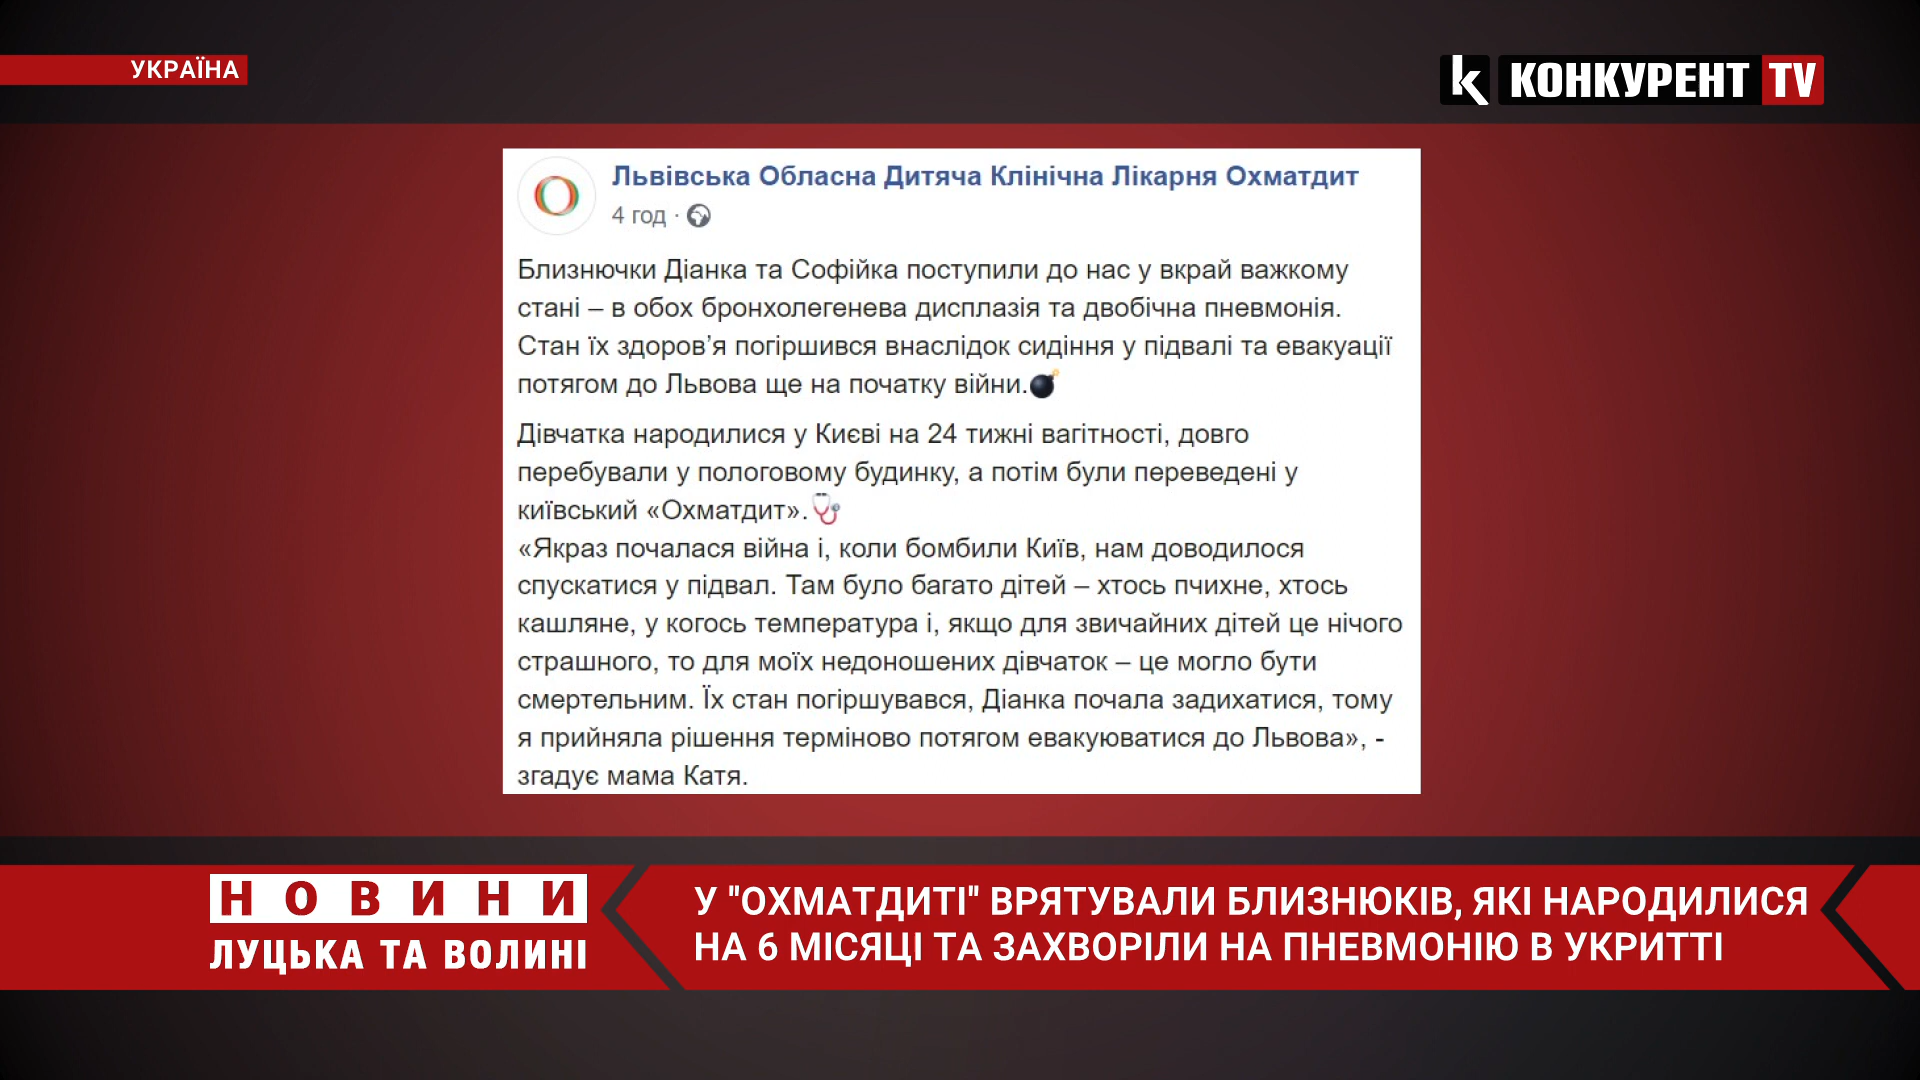 УКРАЇНА
k КОНКУРЕНТ TV
Львівська Обласна Дитяча Клінічна Лікарня Охматдит
4 год ·
Близнючки Діанка та Софійка поступили до нас у вкрай важкому
стані – в обох бронхолегенева дисплазія та двобічна пневмонія.
Стан їх здоров’я погіршився внаслідок сидіння у підвалі та евакуації
потягом до Львова ще на початку війни.💣
Дівчатка народилися у Києві на 24 тижні вагітності, довго
перебували у пологовому будинку, а потім були переведені у
київський «Охматдит».🩺
«Якраз почалася війна і, коли бомбили Київ, нам доводилося
спускатися у підвал. Там було багато дітей – хтось пчихне, хтось
кашляне, у когось температура і, якщо для звичайних дітей це нічого
страшного, то для моїх недоношених дівчаток – це могло бути
смертельним. Їх стан погіршувався, Діанка почала задихатися, тому
я прийняла рішення терміново потягом евакуюватися до Львова», -
згадує мама Катя.
НОВИНИ
ЛУЦЬКА ТА ВОЛИНІ
У "ОХМАТДИТІ" ВРЯТУВАЛИ БЛИЗНЮКІВ, ЯКІ НАРОДИЛИСЯ
НА 6 МІСЯЦІ ТА ЗАХВОРІЛИ НА ПНЕВМОНІЮ В УКРИТТІ